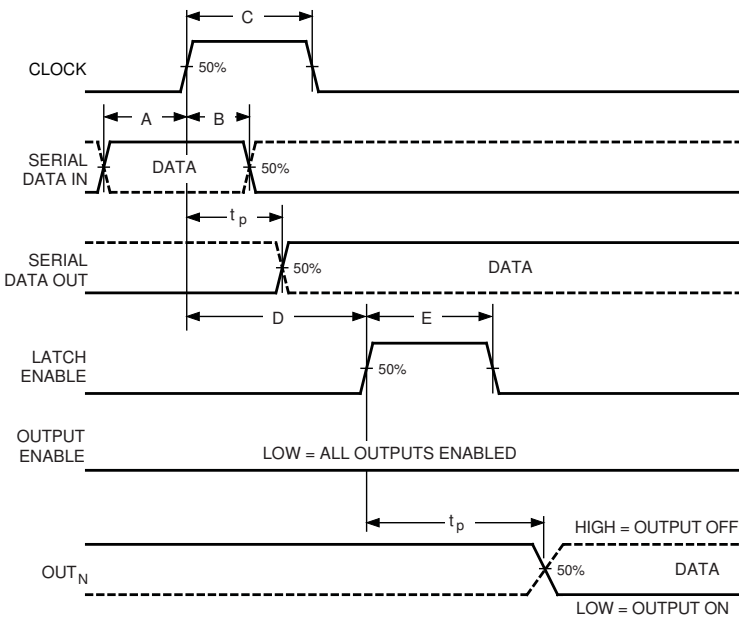 C
CLOCK
50%
A
B
SERIAL
DATA IN
DATA
50%
t p
SERIAL
DATA OUT
50%
DATA
D
E
LATCH
ENABLE
50%
OUTPUT
ENABLE
LOW = ALL OUTPUTS ENABLED
t p
HIGH = OUTPUT OFF
OUT N
50%
DATA
LOW = OUTPUT ON